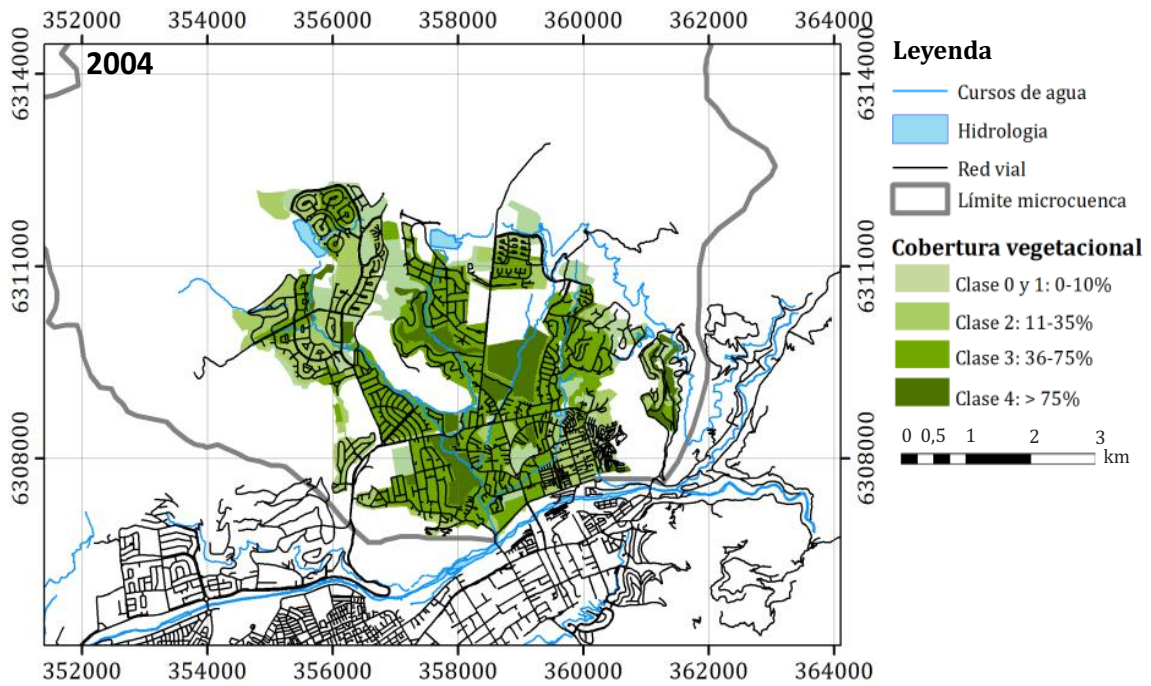 352000 354000 356000 358000 360000 362000 364000
2004
6314000
6311000
6308000
6314000
6311000
6308000
352000 354000 356000 358000 360000 362000 364000
Leyenda
Cursos de agua
Hidrologia
Red vial
Límite microcuenca
Cobertura vegetacional
Clase 0 y 1: 0-10%
Clase 2: 11-35%
Clase 3: 36-75%
Clase 4: > 75%
0 0,5 1 2 3
km